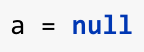 a = null